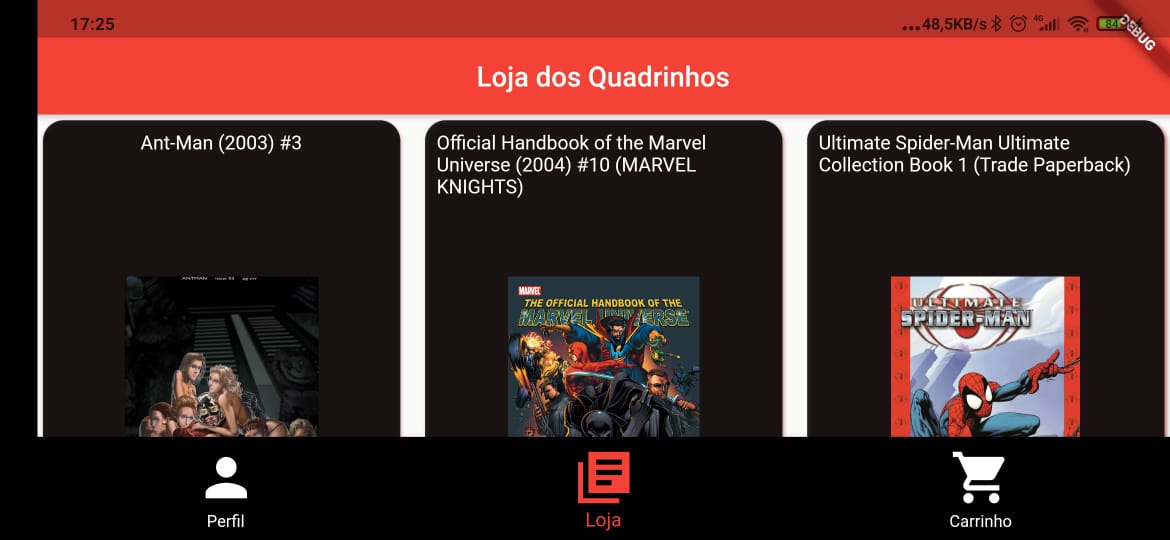 17:25
...48,5KB/s
4G
84
DEBUG
Loja dos Quadrinhos
Ant-Man (2003) #3
Official Handbook of the Marvel
Universe (2004) #10 (MARVEL
KNIGHTS)
Ultimate Spider-Man Ultimate
Collection Book 1 (Trade Paperback)
ANTMAN
MARVEL
THE OFFICIAL HANDBOOK OF THE
MARVEL UNIVERSE
ULTIMATE
SPIDER-MAN
Perfil
Loja
Carrinho